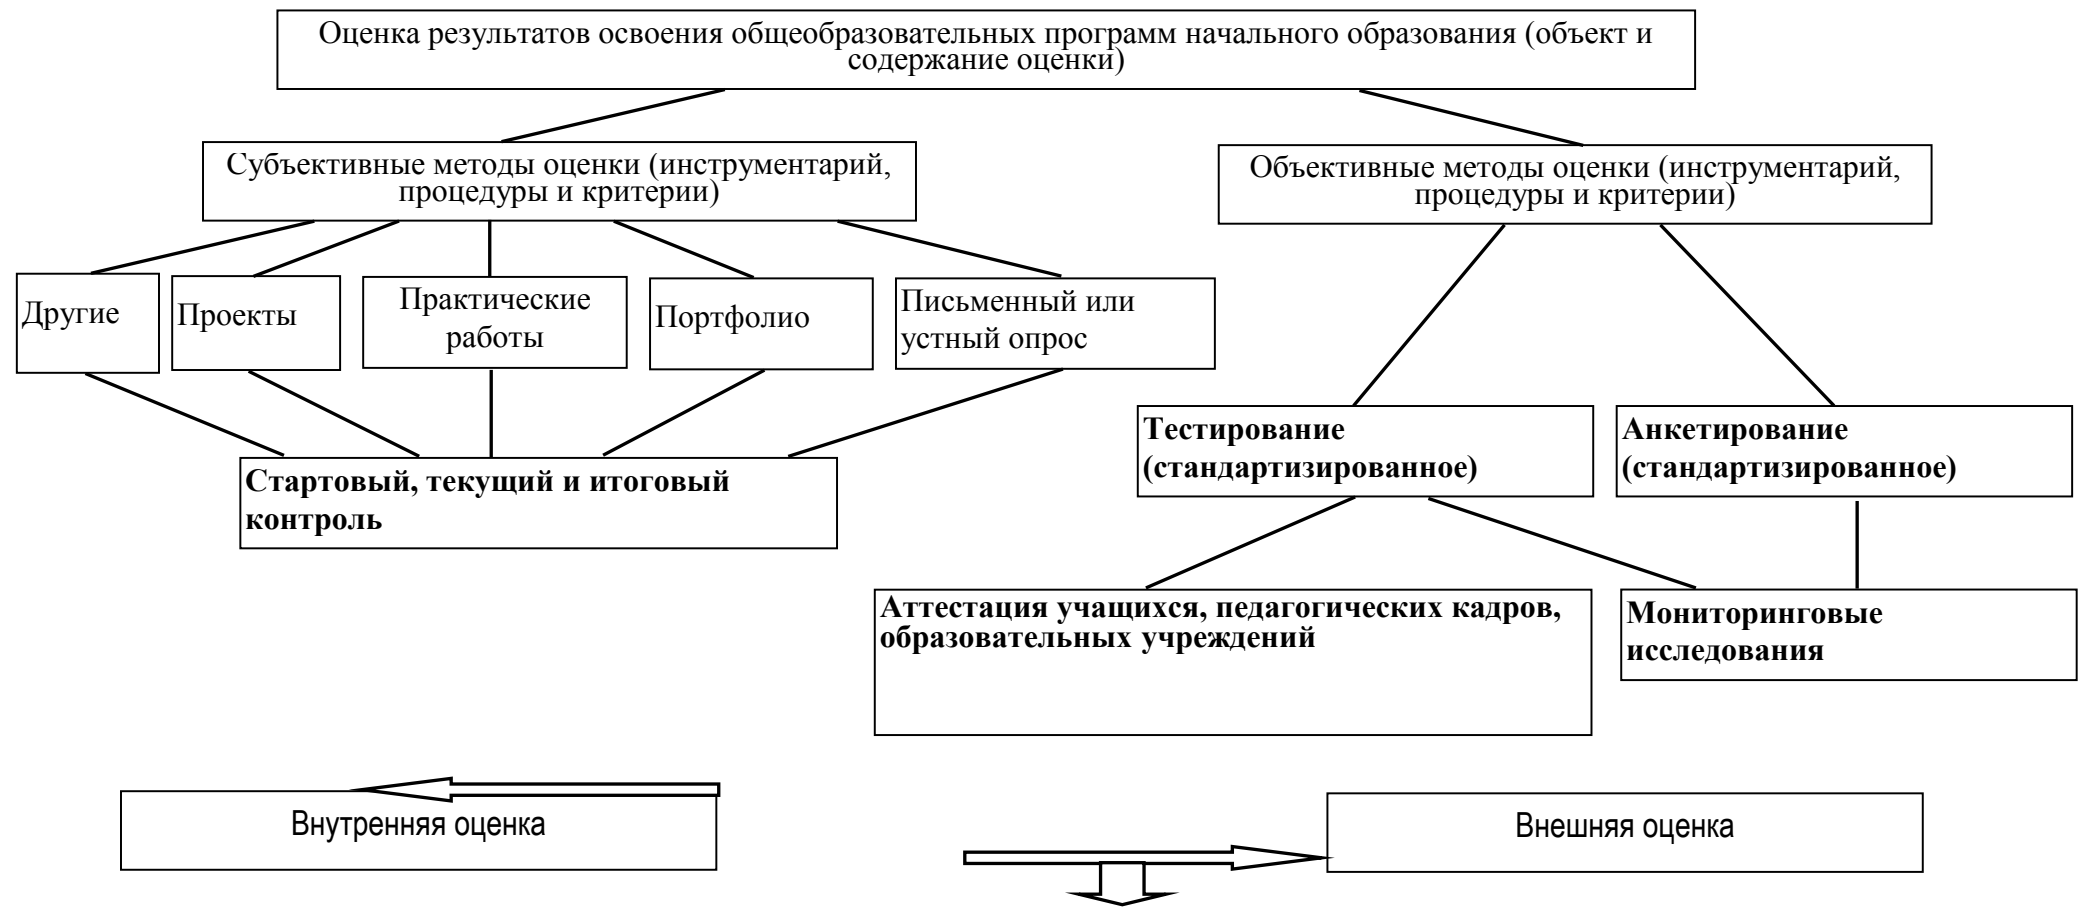 Оценка результатов освоения общеобразовательных программ начального образования (объект и
содержание оценки)
Субъективные методы оценки (инструментарий,
процедуры и критерии)
Объективные методы оценки (инструментарий,
процедуры и критерии)
Другие
Проекты
Практические
работы
Портфолио
Письменный или
устный опрос
Тестирование
(стандартизированное)
Анкетирование
(стандартизированное)
Стартовый, текущий и итоговый
контроль
Аттестация учащихся, педагогических кадров,
образовательных учреждений
Мониторинговые
исследования
Внутренняя оценка
Внешняя оценка